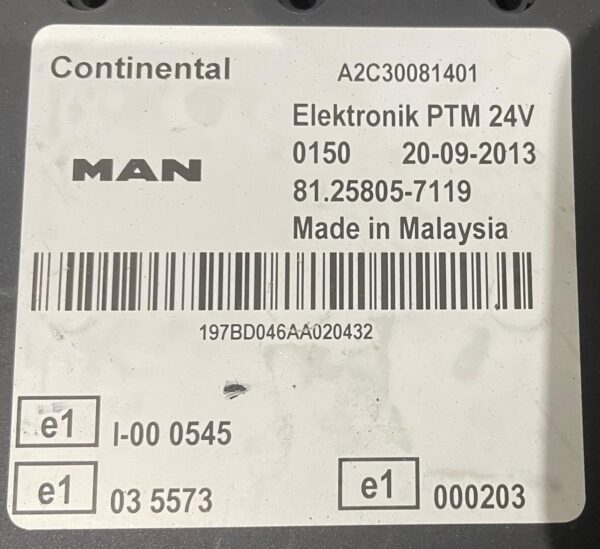 Continental A2C30081401
Elektronik PTM 24V
MAN 0150 20-09-2013
81.25805-7119
Made in Malaysia
197BD046AA020432
e1 I-00 0545
e1 03 5573 e1 000203